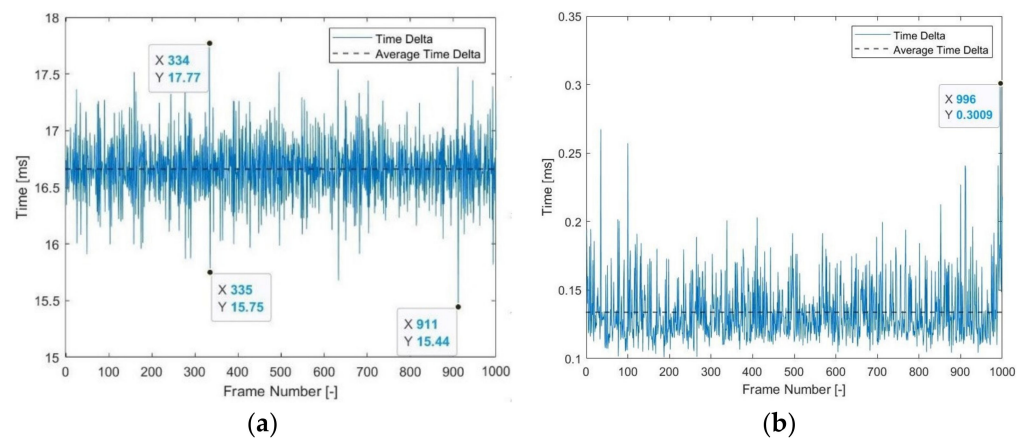 18
17.5
17
16.5
16
15.5
15
Time [ms]
0 100 200 300 400 500 600 700 800 900 1000
Frame Number [-]
Time Delta
Average Time Delta
X 334
Y 17.77
X 335
Y 15.75
X 911
Y 15.44
(a)
0.35
0.3
0.25
0.2
0.15
0.1
Time [ms]
0 100 200 300 400 500 600 700 800 900 1000
Frame Number [-]
Time Delta
Average Time Delta
X 996
Y 0.3009
(b)